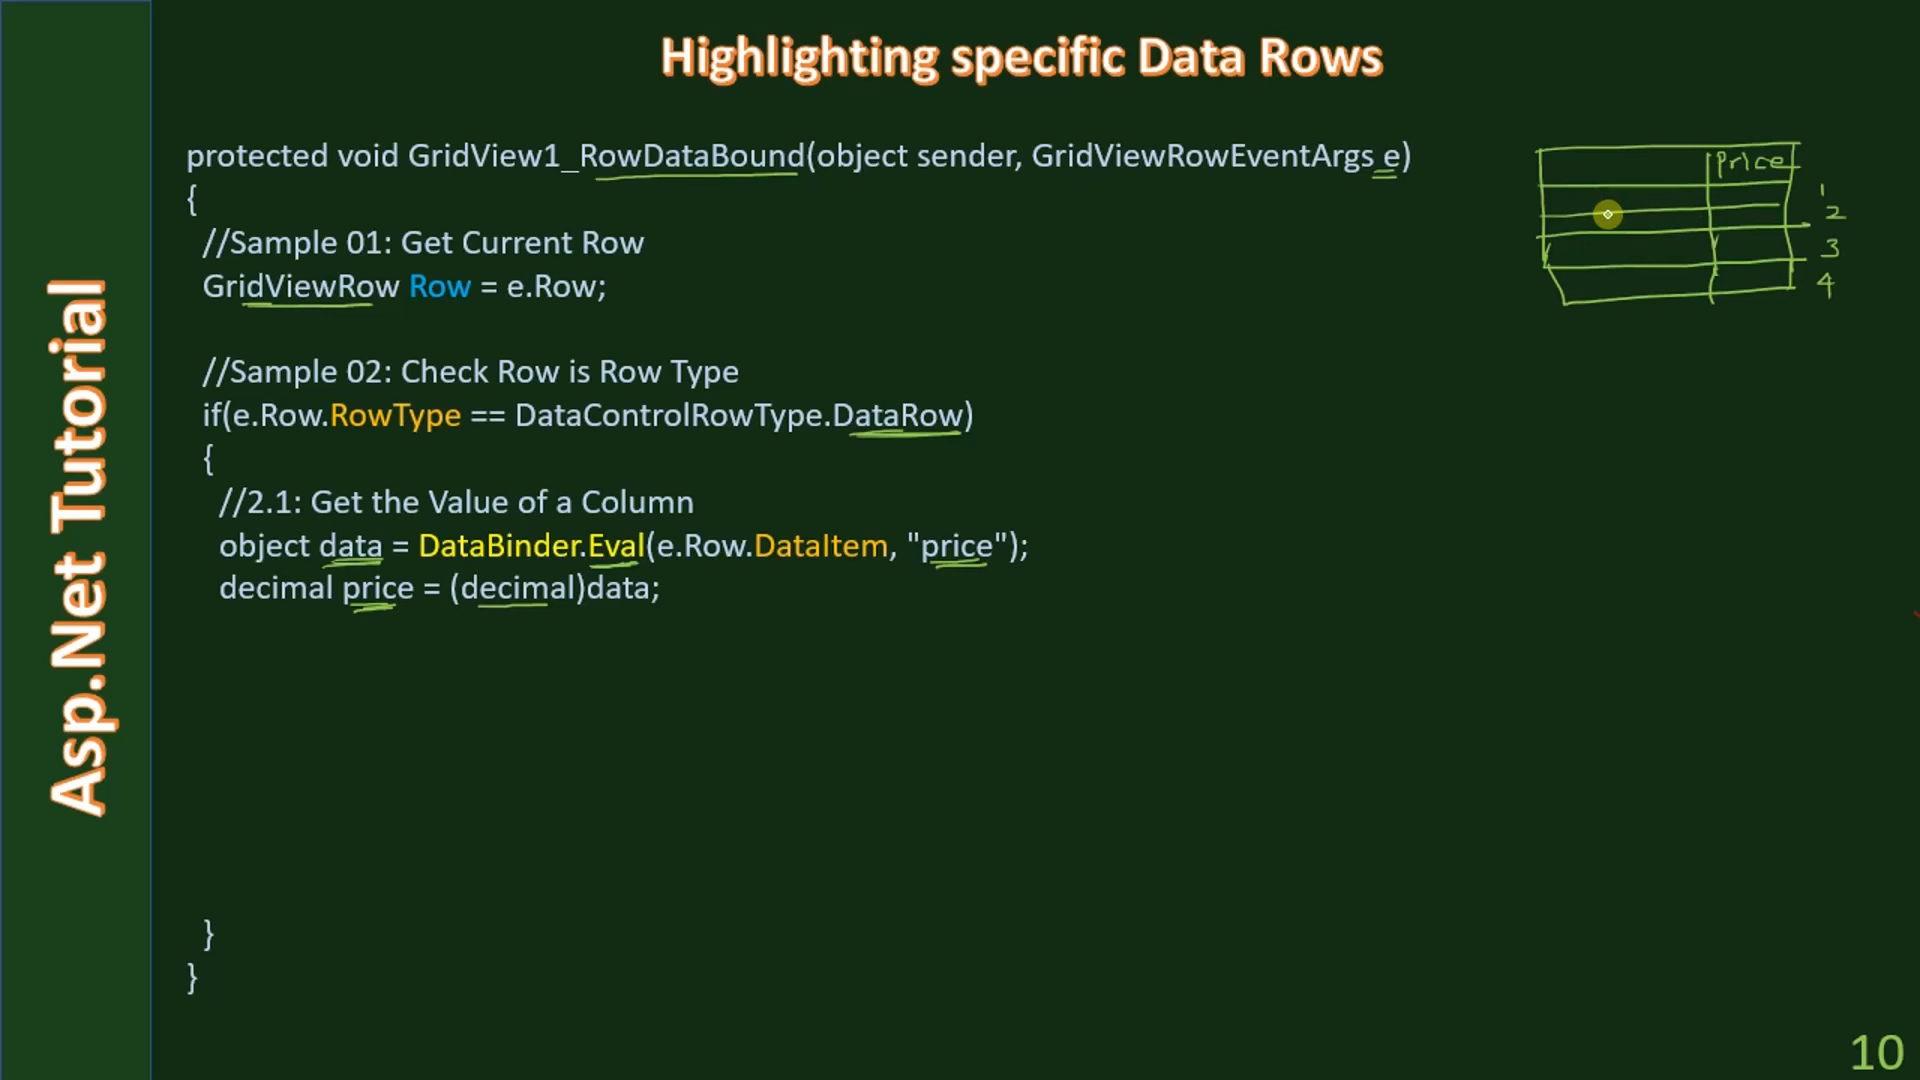 Highlighting specific Data Rows
Asp.Net Tutorial
protected void GridView1_RowDataBound(object sender, GridViewRowEventArgs e)
{
//Sample 01: Get Current Row
GridViewRow Row = e.Row;
//Sample 02: Check Row is Row Type
if(e.Row.RowType == DataControlRowType.DataRow)
{
//2.1: Get the Value of a Column
object data = DataBinder.Eval(e.Row.DataItem, "price");
decimal price = (decimal)data;
}
}
Price
1
2
3
4
10